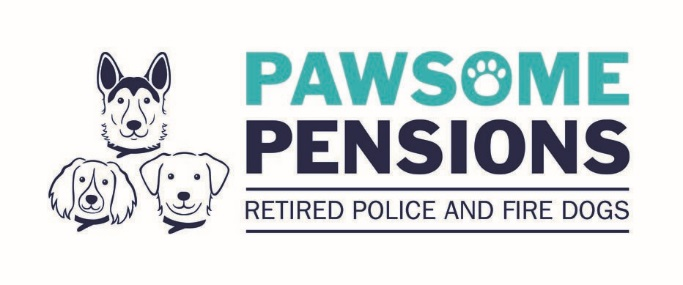 PAWSOME
PENSIONS
RETIRED POLICE AND FIRE DOGS